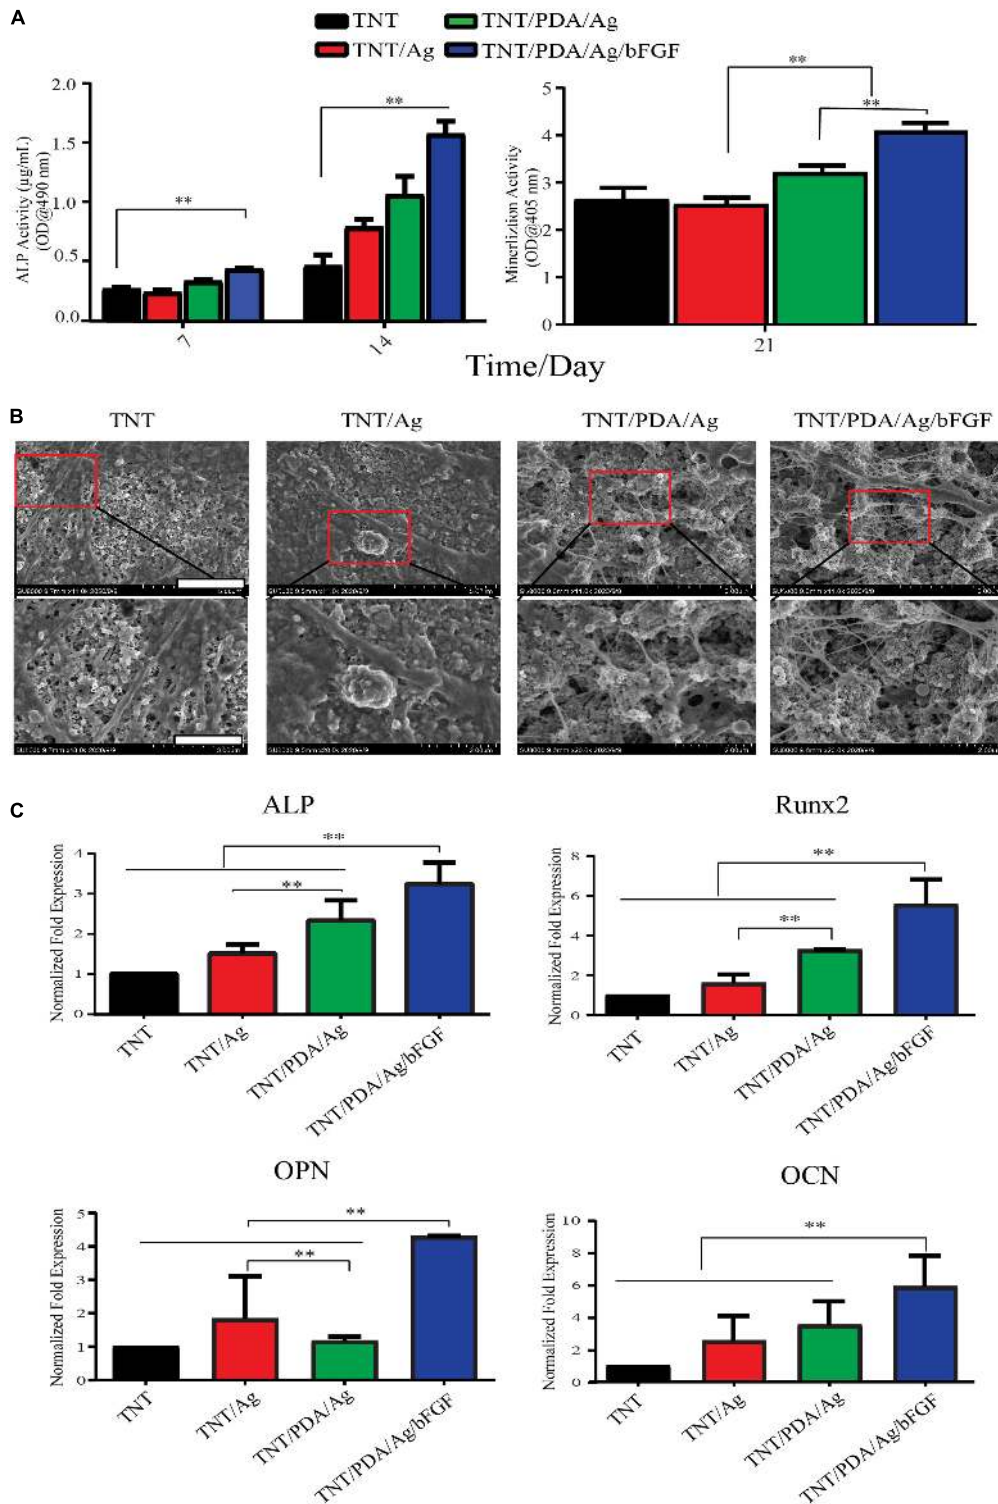 A
TNT
TNT/PDA/Ag
TNT/Ag
TNT/PDA/Ag/bFGF
ALP Activity (µg/mL)
(OD@490 nm)
2.0
1.5
1.0
0.5
0.0
**
**
7
14
Minerliztion Activity
(OD@405 nm)
5
4
3
2
1
0
**
**
21
Time/Day
B
TNT
TNT/Ag
TNT/PDA/Ag
TNT/PDA/Ag/bFGF
C
ALP
Normalized Fold Expression
4
3
2
1
0
**
**
TNT
TNT/Ag
TNT/PDA/Ag
TNT/PDA/Ag/bFGF
Runx2
Normalized Fold Expression
8
6
4
2
0
**
**
TNT
TNT/Ag
TNT/PDA/Ag
TNT/PDA/Ag/bFGF
OPN
Normalized Fold Expression
5
4
3
2
1
0
**
**
TNT
TNT/Ag
TNT/PDA/Ag
TNT/PDA/Ag/bFGF
OCN
Normalized Fold Expression
10
8
6
4
2
0
**
TNT
TNT/Ag
TNT/PDA/Ag
TNT/PDA/Ag/bFGF